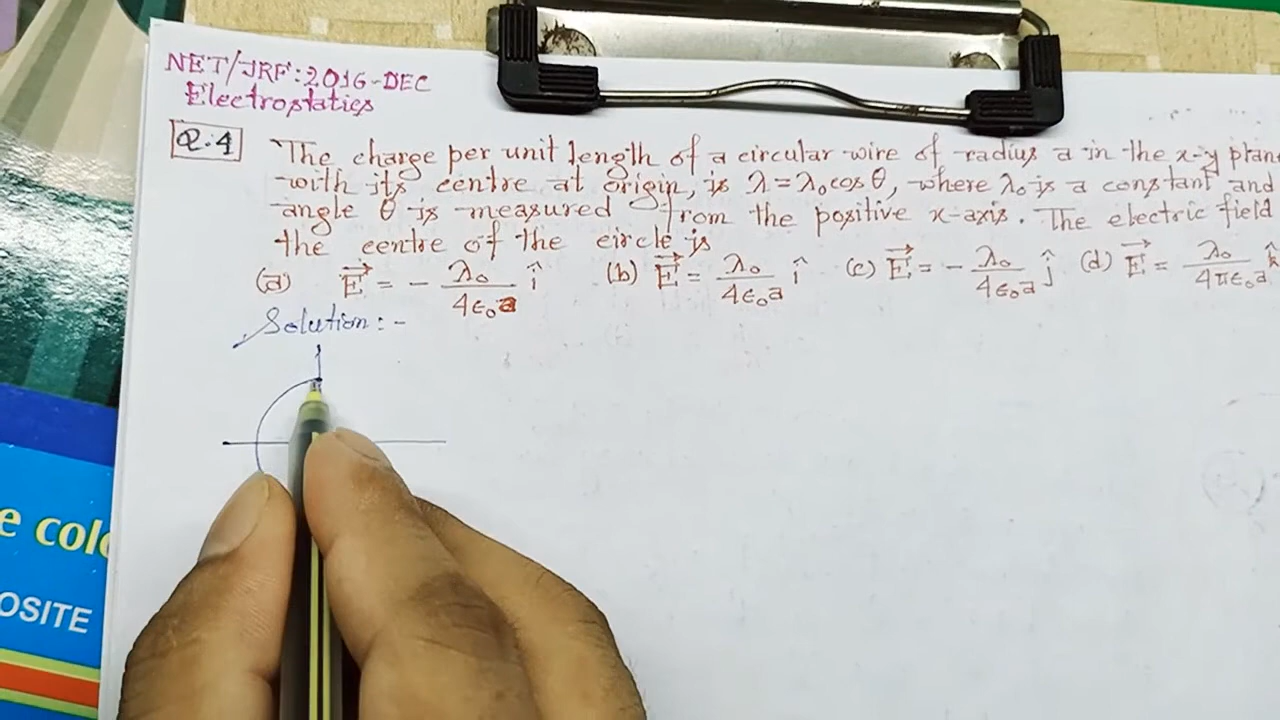 NET/JRF:2016-DEC
Electrostatics
Q.4 The charge per unit length of a circular wire of radius a in the x-y plane
with its centre at origin, is λ=λ₀cosθ, where λ₀ is a constant and
angle θ is measured from the positive x-axis. The electric field
the centre of the circle is
(a) E⃗ = - λ₀/4ϵ₀a î (b) E⃗ = λ₀/4ϵ₀a î (c) E⃗ = - λ₀/4ϵ₀a ĵ (d) E⃗ = λ₀/4πϵ₀a k̂
Solution:-
e colo
OSITE